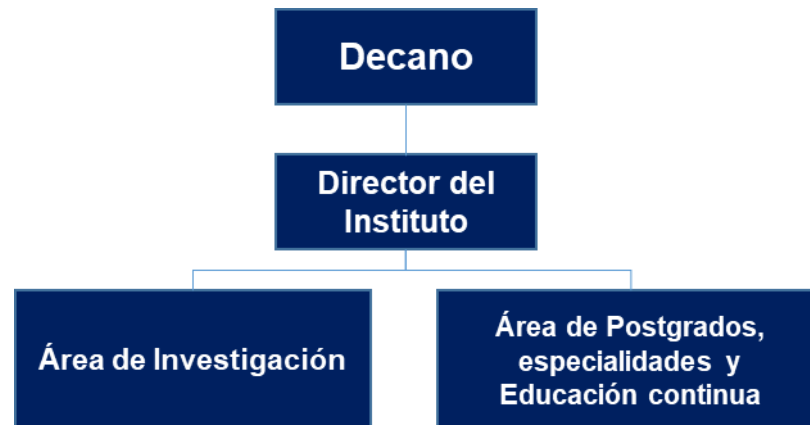 Decano
Director del
Instituto
Área de Investigación
Área de Postgrados,
especialidades y
Educación continua